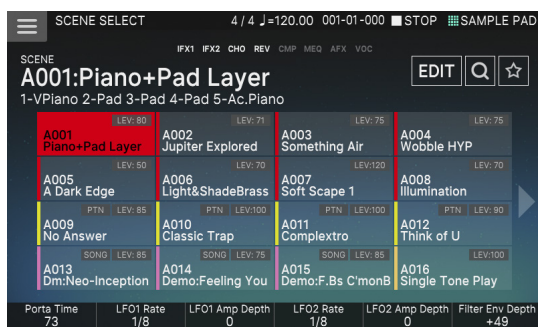 SCENE SELECT 4/4 ♩=120.00 001-01-000 STOP SAMPLE PAD
IFX1 IFX2 CHO REV CMP MEQ AFX VOC
SCENE
A001:Piano+Pad Layer
EDIT
1-VPiano 2-Pad 3-Pad 4-Pad 5-Ac.Piano
LEV: 80 LEV: 71 LEV: 75 LEV: 75
A001 A002 A003 A004
Piano+Pad Layer Jupiter Explored Something Air Wobble HYP
LEV: 50 LEV: 70 LEV:120 LEV: 70
A005 A006 A007 A008
A Dark Edge Light&ShadeBrass Soft Scape 1 Illumination
PTN LEV: 85 PTN LEV:100 PTN LEV:100 PTN LEV: 90
A009 A010 A011 A012
No Answer Classic Trap Complextro Think of U
SONG LEV: 85 SONG LEV: 75 SONG LEV: 85 LEV:100
A013 A014 A015 A016
Dm:Neo-Inception Demo:Feeling You Demo:F.Bs C'monB Single Tone Play
Porta Time LFO1 Rate LFO1 Amp Depth LFO2 Rate LFO2 Amp Depth Filter Env Depth
73 1/8 0 1/8 0 +49